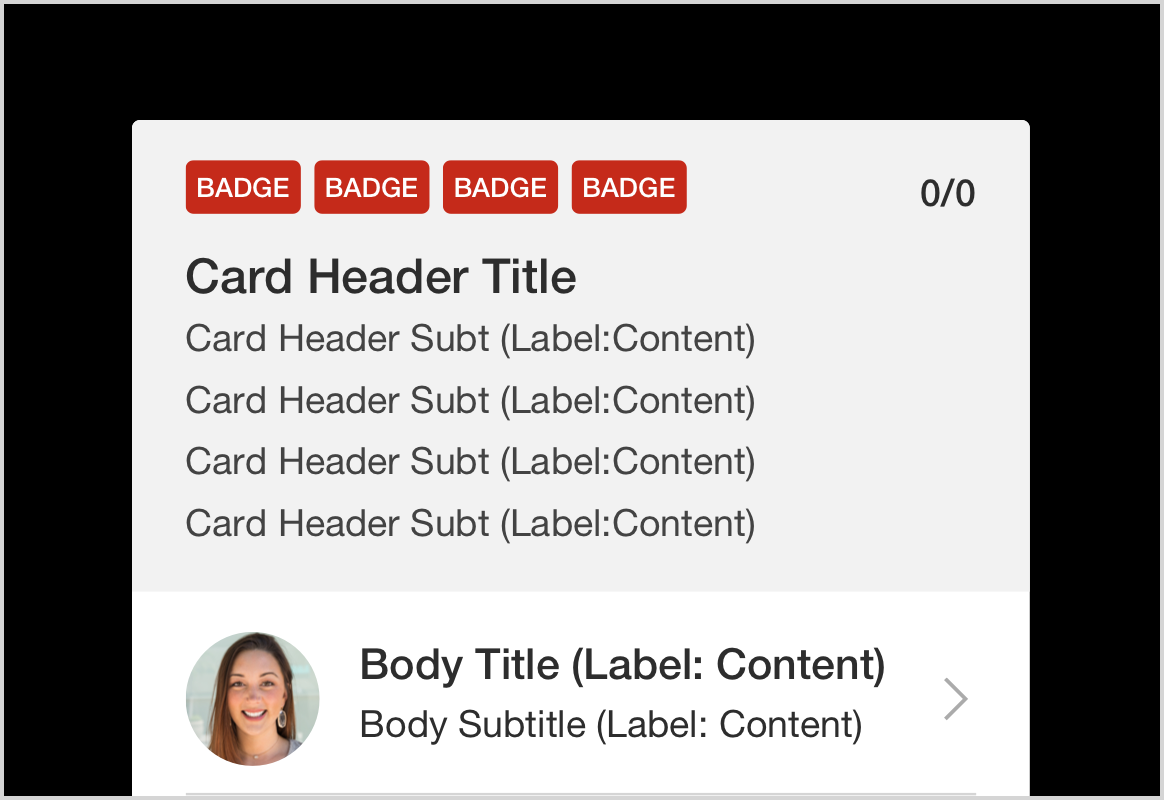 BADGE BADGE BADGE BADGE 0/0
Card Header Title
Card Header Subt (Label:Content)
Card Header Subt (Label:Content)
Card Header Subt (Label:Content)
Card Header Subt (Label:Content)
Body Title (Label: Content)
Body Subtitle (Label: Content)